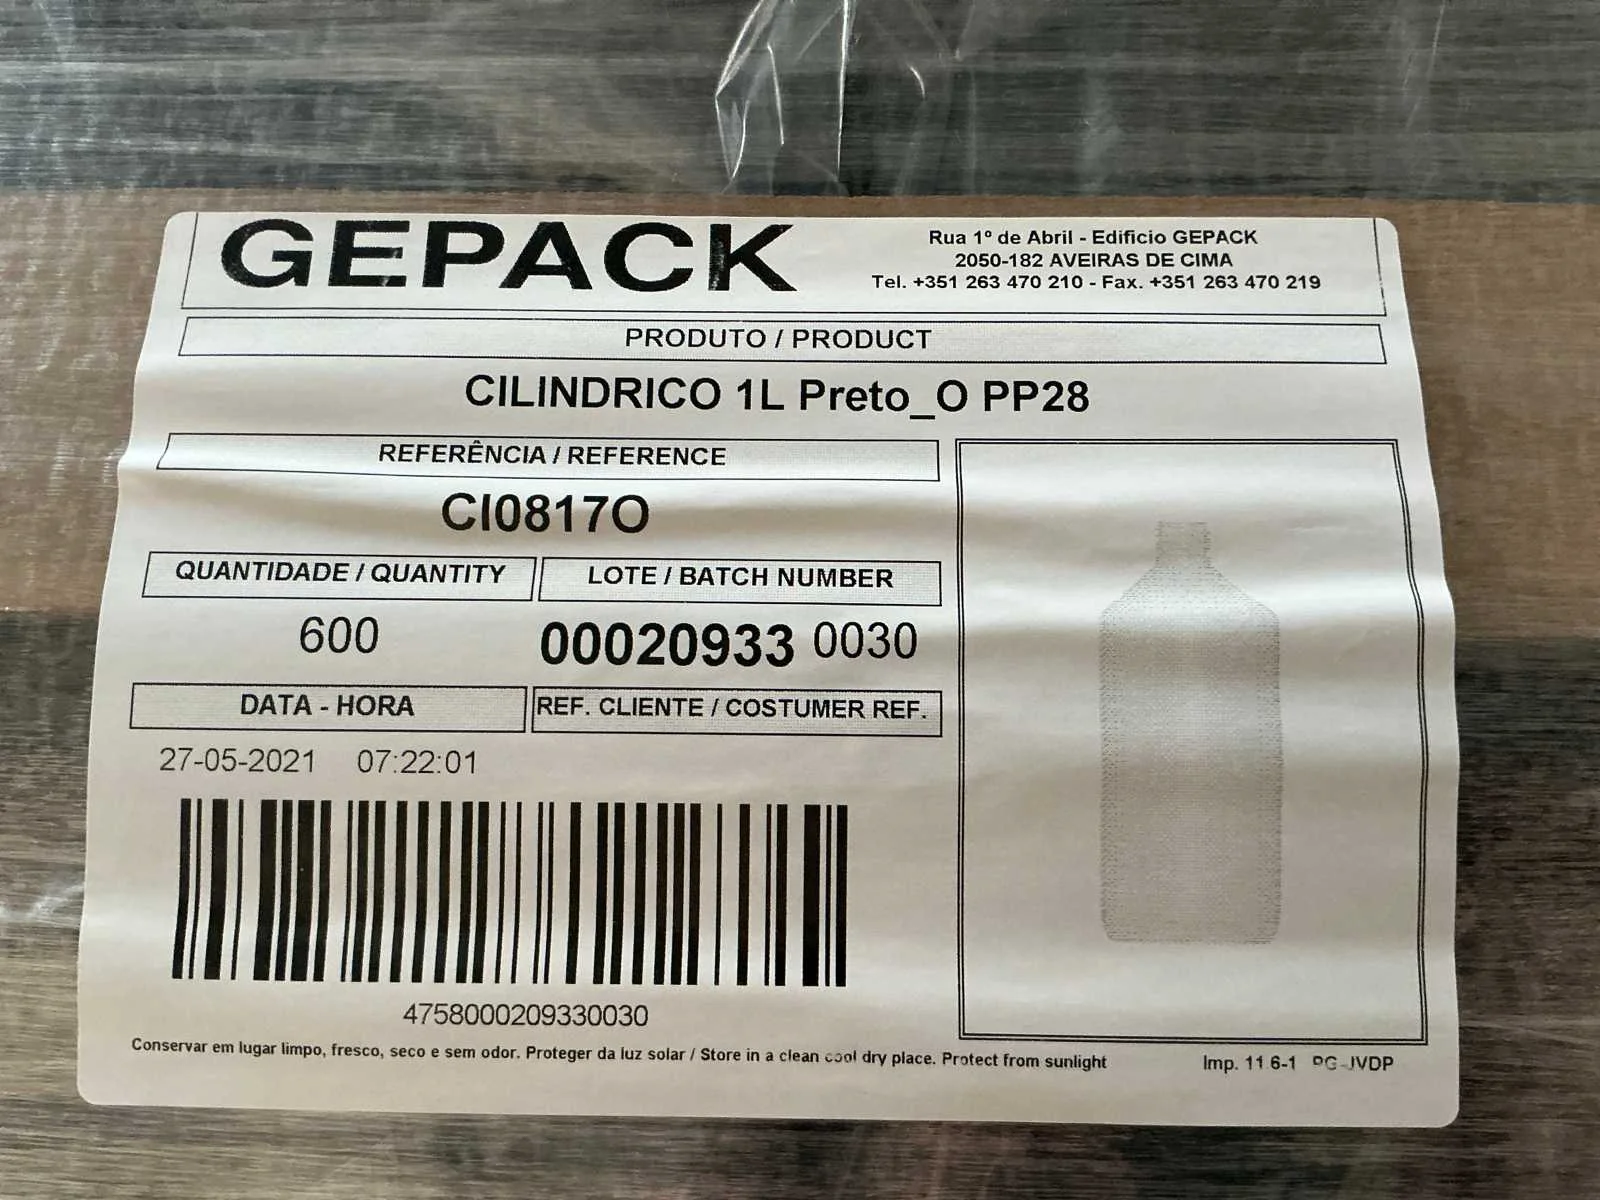 GEPACK
Rua 1º de Abril - Edificio GEPACK
2050-182 AVEIRAS DE CIMA
Tel. +351 263 470 210 - Fax. +351 263 470 219
PRODUTO / PRODUCT
CILINDRICO 1L Preto_O PP28
REFERÊNCIA / REFERENCE
CI0817O
QUANTIDADE / QUANTITY
LOTE / BATCH NUMBER
600
00020933 0030
DATA - HORA
REF. CLIENTE / COSTUMER REF.
27-05-2021 07:22:01
4758000209330030
Conservar em lugar limpo, fresco, seco e sem odor. Proteger da luz solar / Store in a clean cool dry place. Protect from sunlight
Imp. 11.6-1 PG-JVDP